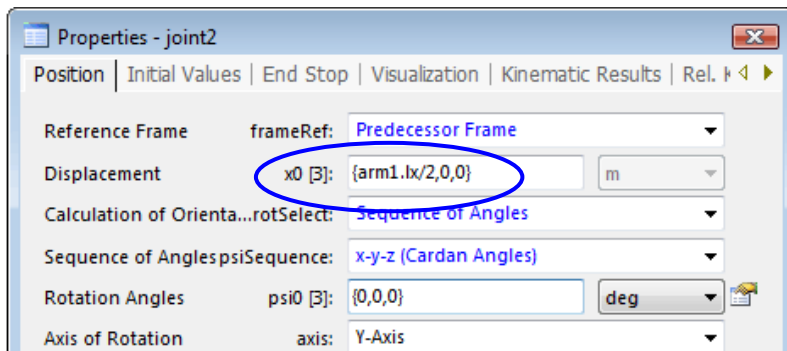 Properties - joint2
Position | Initial Values | End Stop | Visualization | Kinematic Results | Rel.
Reference Frame frameRef: Predecessor Frame
Displacement x0 [3]: {arm1.lx/2,0,0} m
Calculation of Orienta...rotSelect: Sequence of Angles
Sequence of Angles psiSequence: x-y-z (Cardan Angles)
Rotation Angles psi0 [3]: {0,0,0} deg
Axis of Rotation axis: Y-Axis